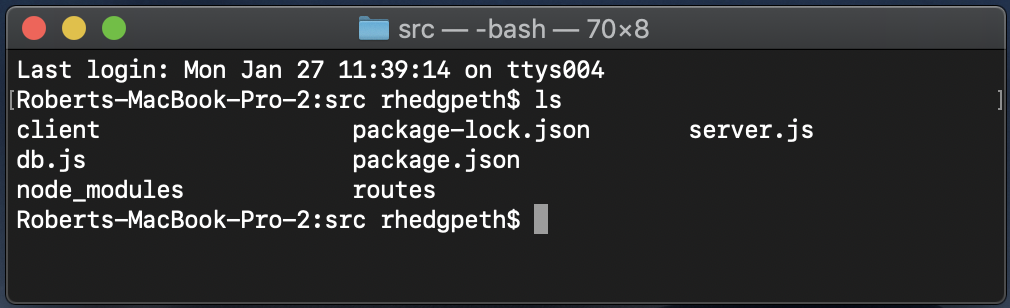 src — -bash — 70×8
Last login: Mon Jan 27 11:39:14 on ttys004
[Roberts-MacBook-Pro-2:src rhedgpeth$ ls ]
client package-lock.json server.js
db.js package.json
node_modules routes
Roberts-MacBook-Pro-2:src rhedgpeth$